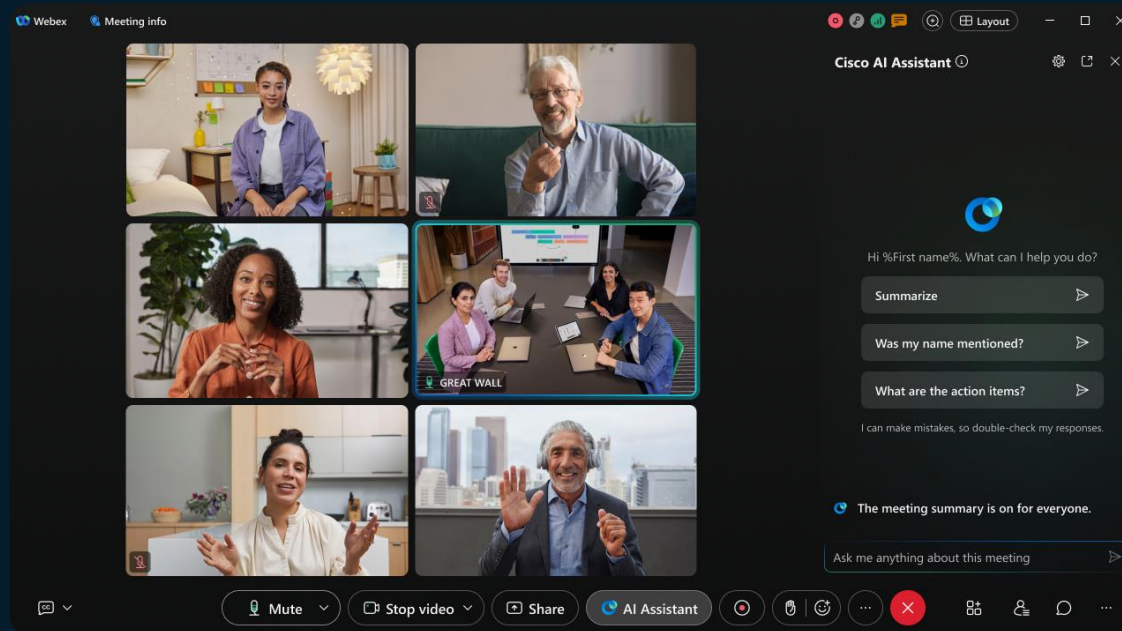 Webex
Meeting info
Layout
Cisco AI Assistant
GREAT WALL
Hi %First name%. What can I help you do?
Summarize
Was my name mentioned?
What are the action items?
I can make mistakes, so double-check my responses.
The meeting summary is on for everyone.
Ask me anything about this meeting
CC
Mute
Stop video
Share
AI Assistant